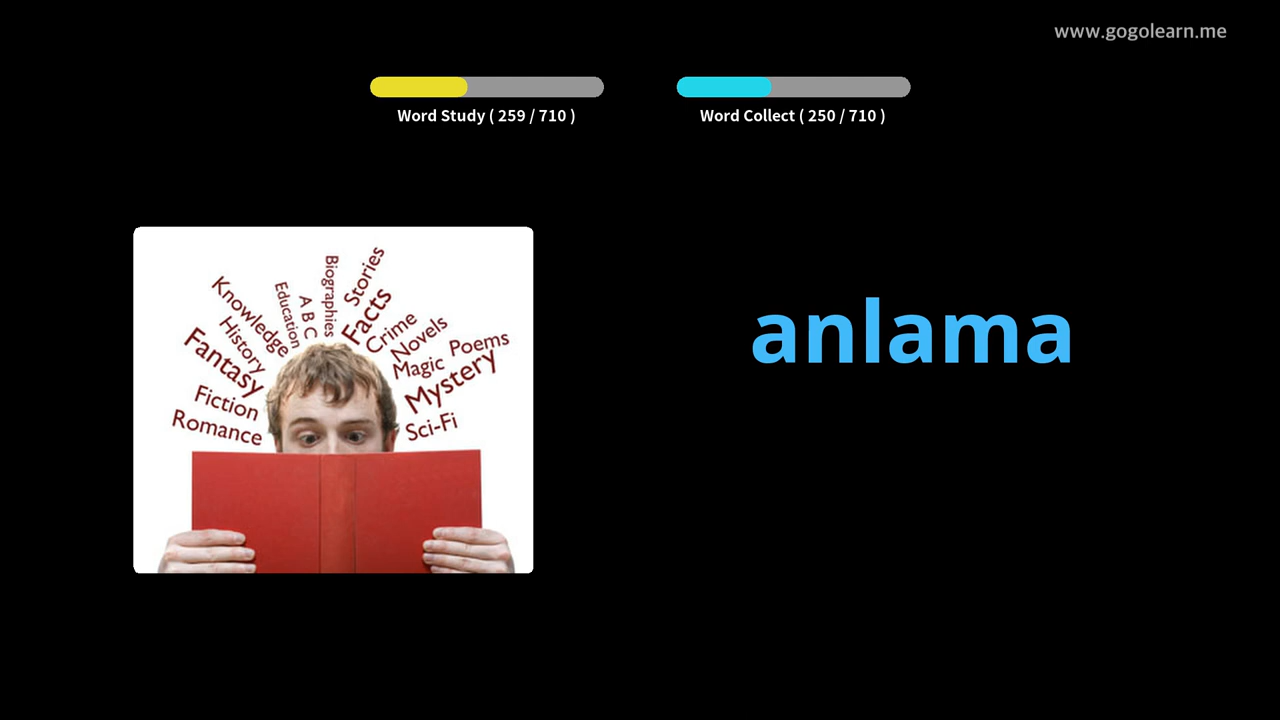 www.gogolearn.me
Word Study ( 259 / 710 )
Word Collect ( 250 / 710 )
Biographies
Stories
Education
A B C
Facts
Knowledge
Crime
History
Novels
Fantasy
Magic
Poems
Mystery
Fiction
Romance
Sci-Fi
anlama